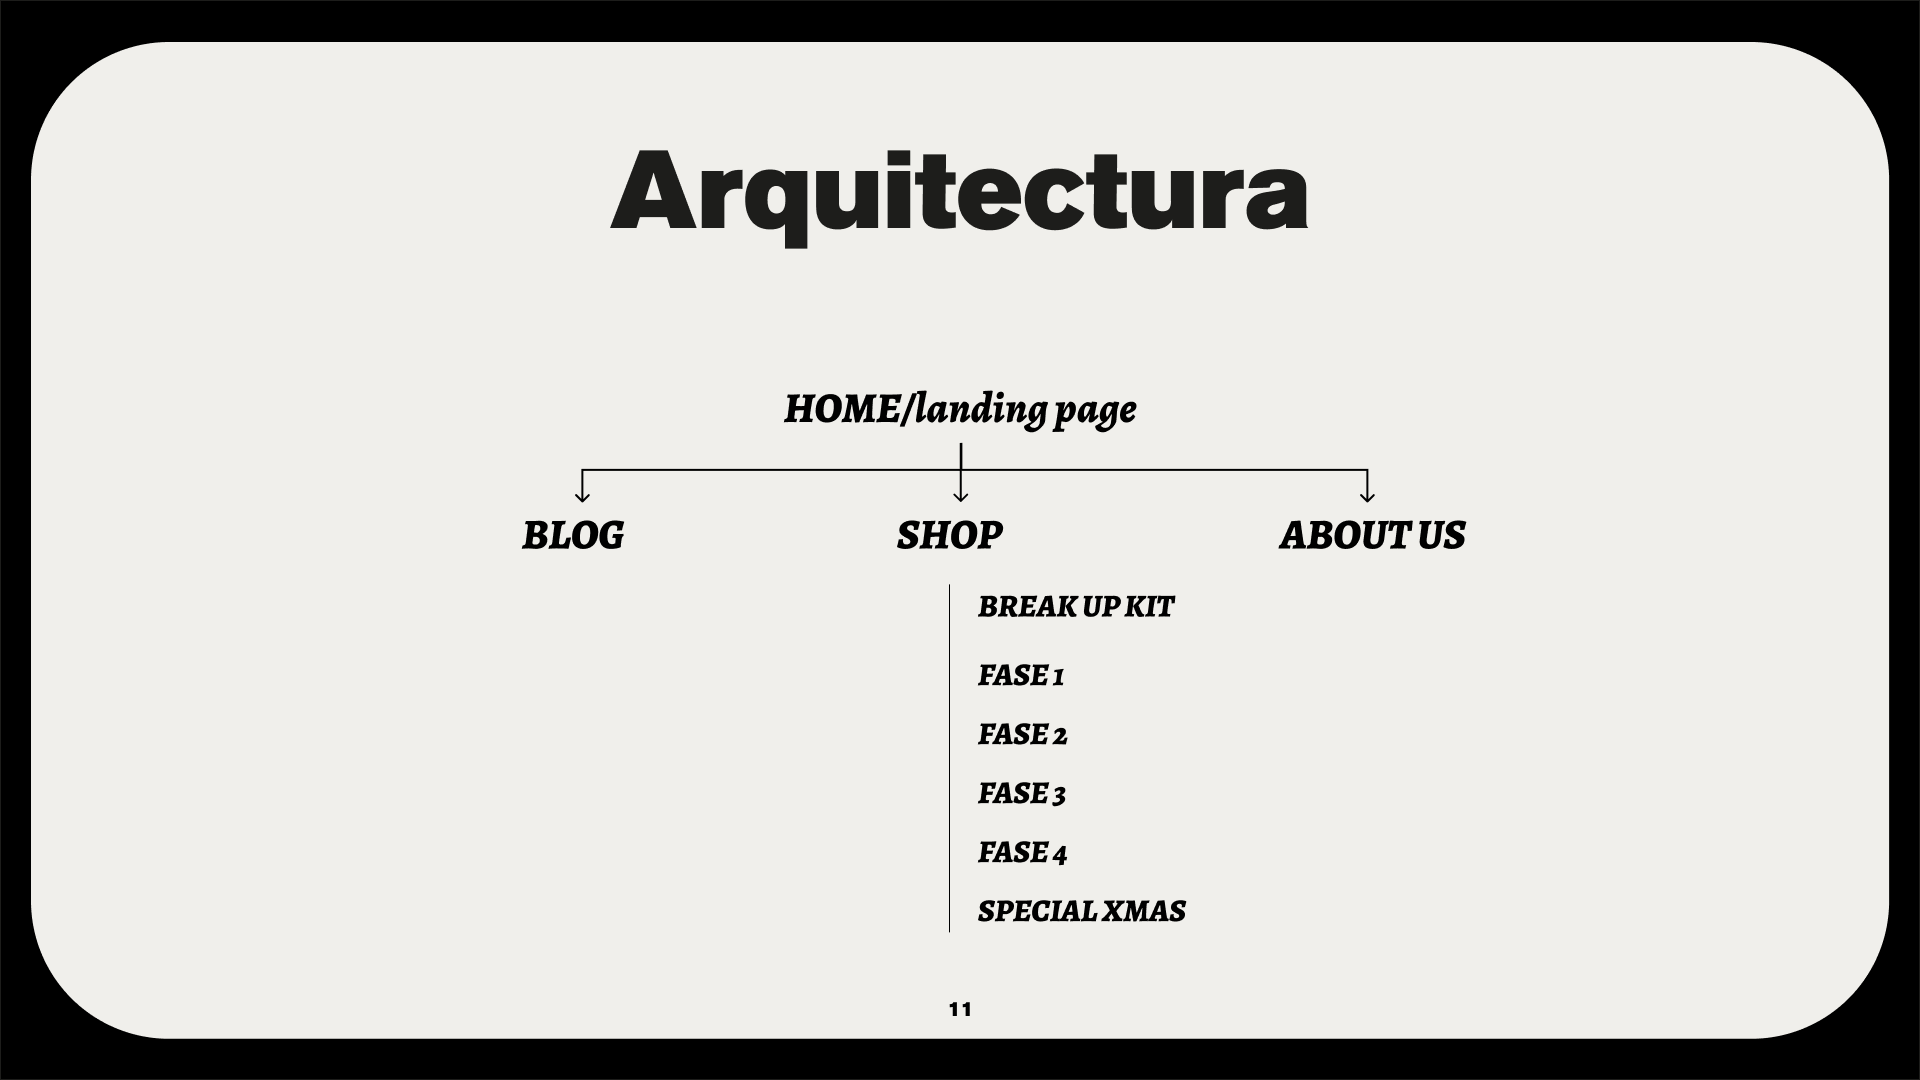 Arquitectura
HOME/landing page
BLOG
SHOP
ABOUT US
BREAK UP KIT
FASE 1
FASE 2
FASE 3
FASE 4
SPECIAL XMAS
11